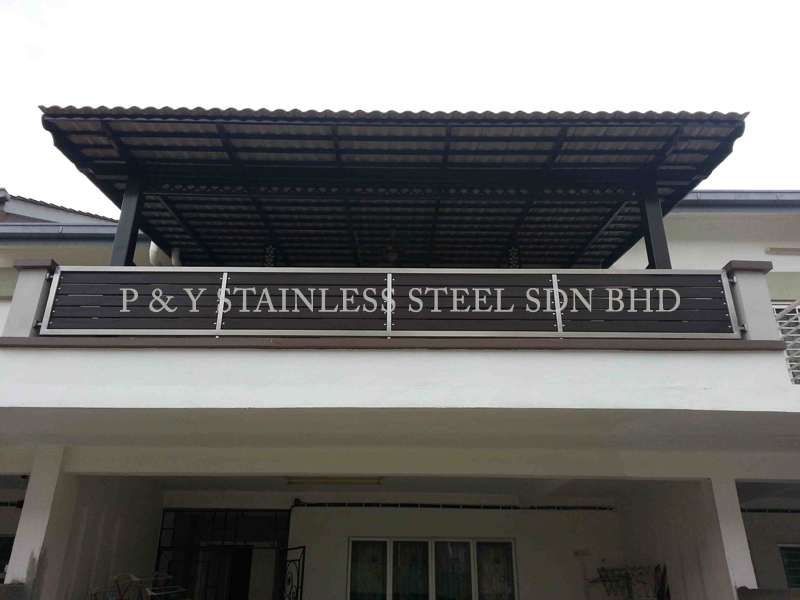 P & Y STAINLESS STEEL SDN BHD